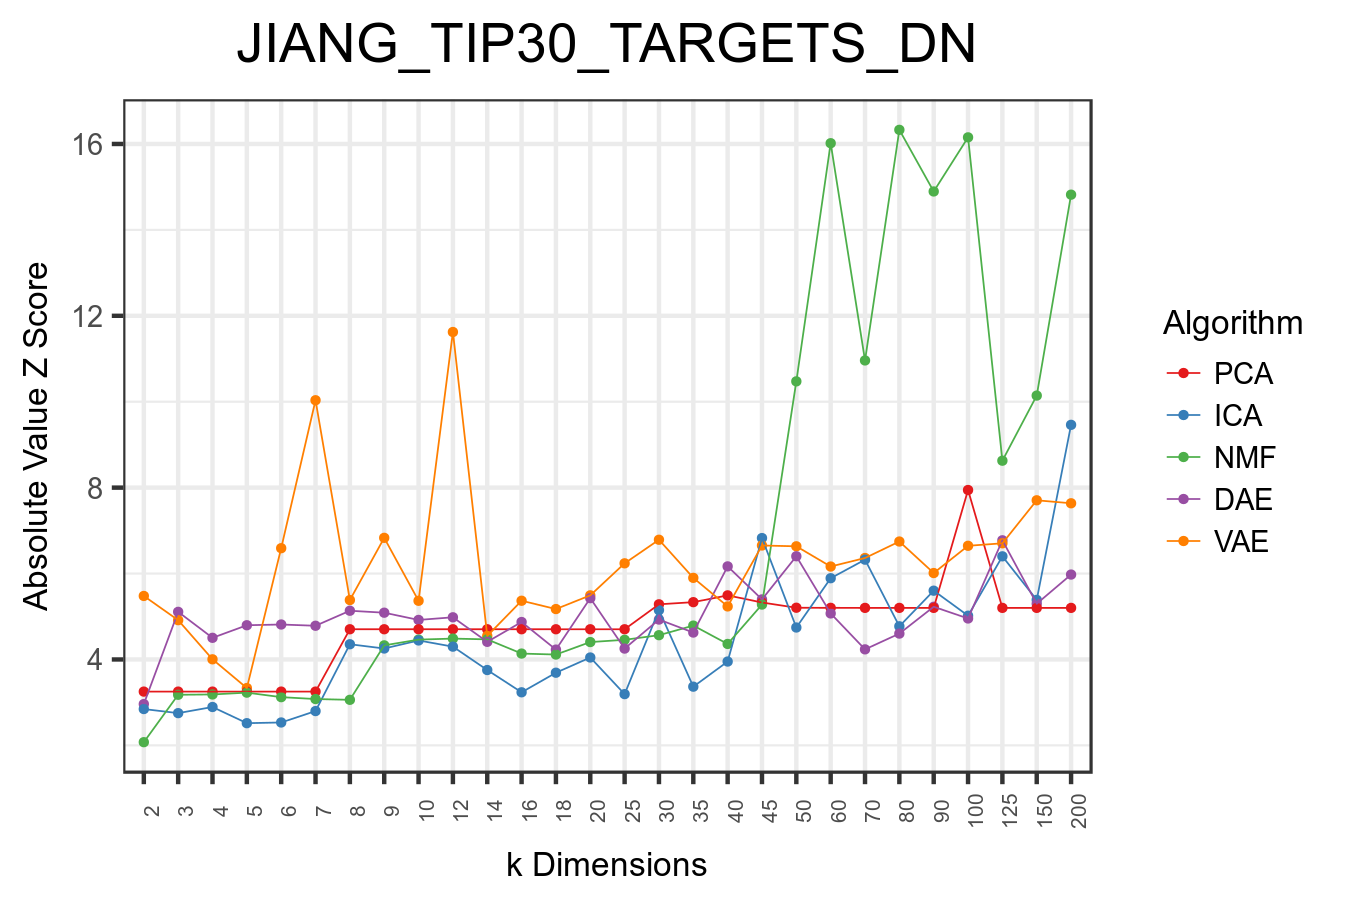 JIANG_TIP30_TARGETS_DN
Absolute Value Z Score
16
12
8
4
2 3 4 5 6 7 8 9 10 12 14 16 18 20 25 30 35 40 45 50 60 70 80 90 100 125 150 200
k Dimensions
Algorithm
PCA
ICA
NMF
DAE
VAE